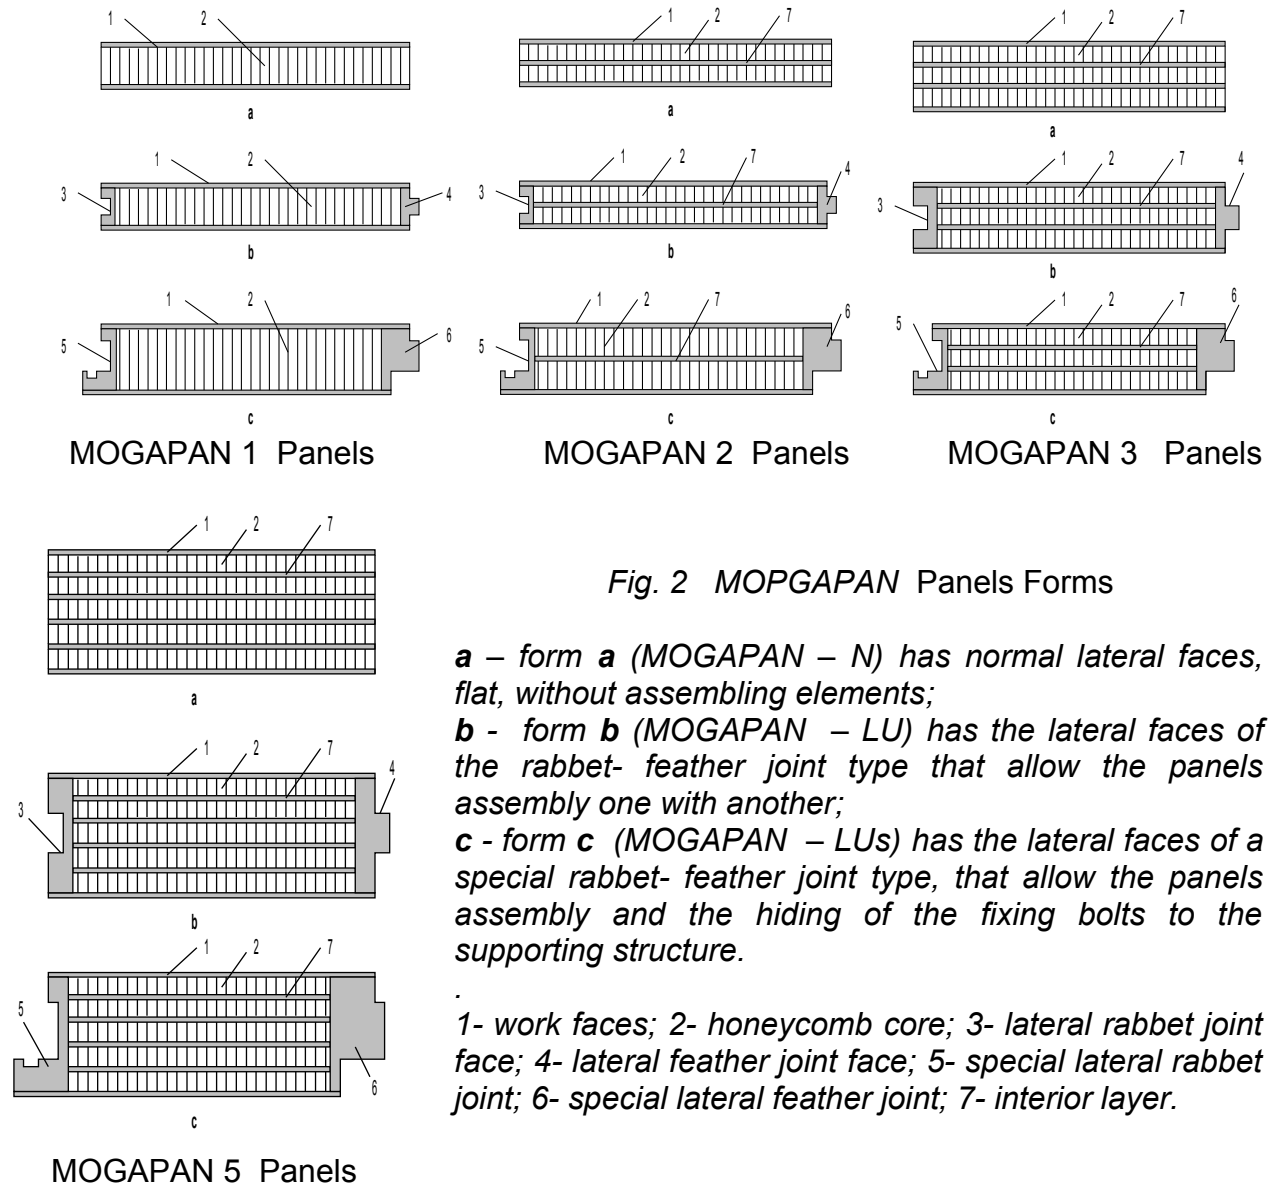 1 2
a
1 2
3 4
b
1 2
5 6
c
MOGAPAN 1 Panels
1 2 7
a
1 2 7
3 4
b
1 2 7
5 6
c
MOGAPAN 2 Panels
1 2 7
a
1 2 7
3 4
b
1 2 7
5 6
c
MOGAPAN 3 Panels
1 2 7
a
1 2 7
3 4
b
1 2 7
5 6
c
MOGAPAN 5 Panels
Fig. 2 MOPGAPAN Panels Forms
a – form a (MOGAPAN – N) has normal lateral faces,
flat, without assembling elements;
b - form b (MOGAPAN – LU) has the lateral faces of
the rabbet- feather joint type that allow the panels
assembly one with another;
c - form c (MOGAPAN – LUs) has the lateral faces of a
special rabbet- feather joint type, that allow the panels
assembly and the hiding of the fixing bolts to the
supporting structure.
.
1- work faces; 2- honeycomb core; 3- lateral rabbet joint
face; 4- lateral feather joint face; 5- special lateral rabbet
joint; 6- special lateral feather joint; 7- interior layer.